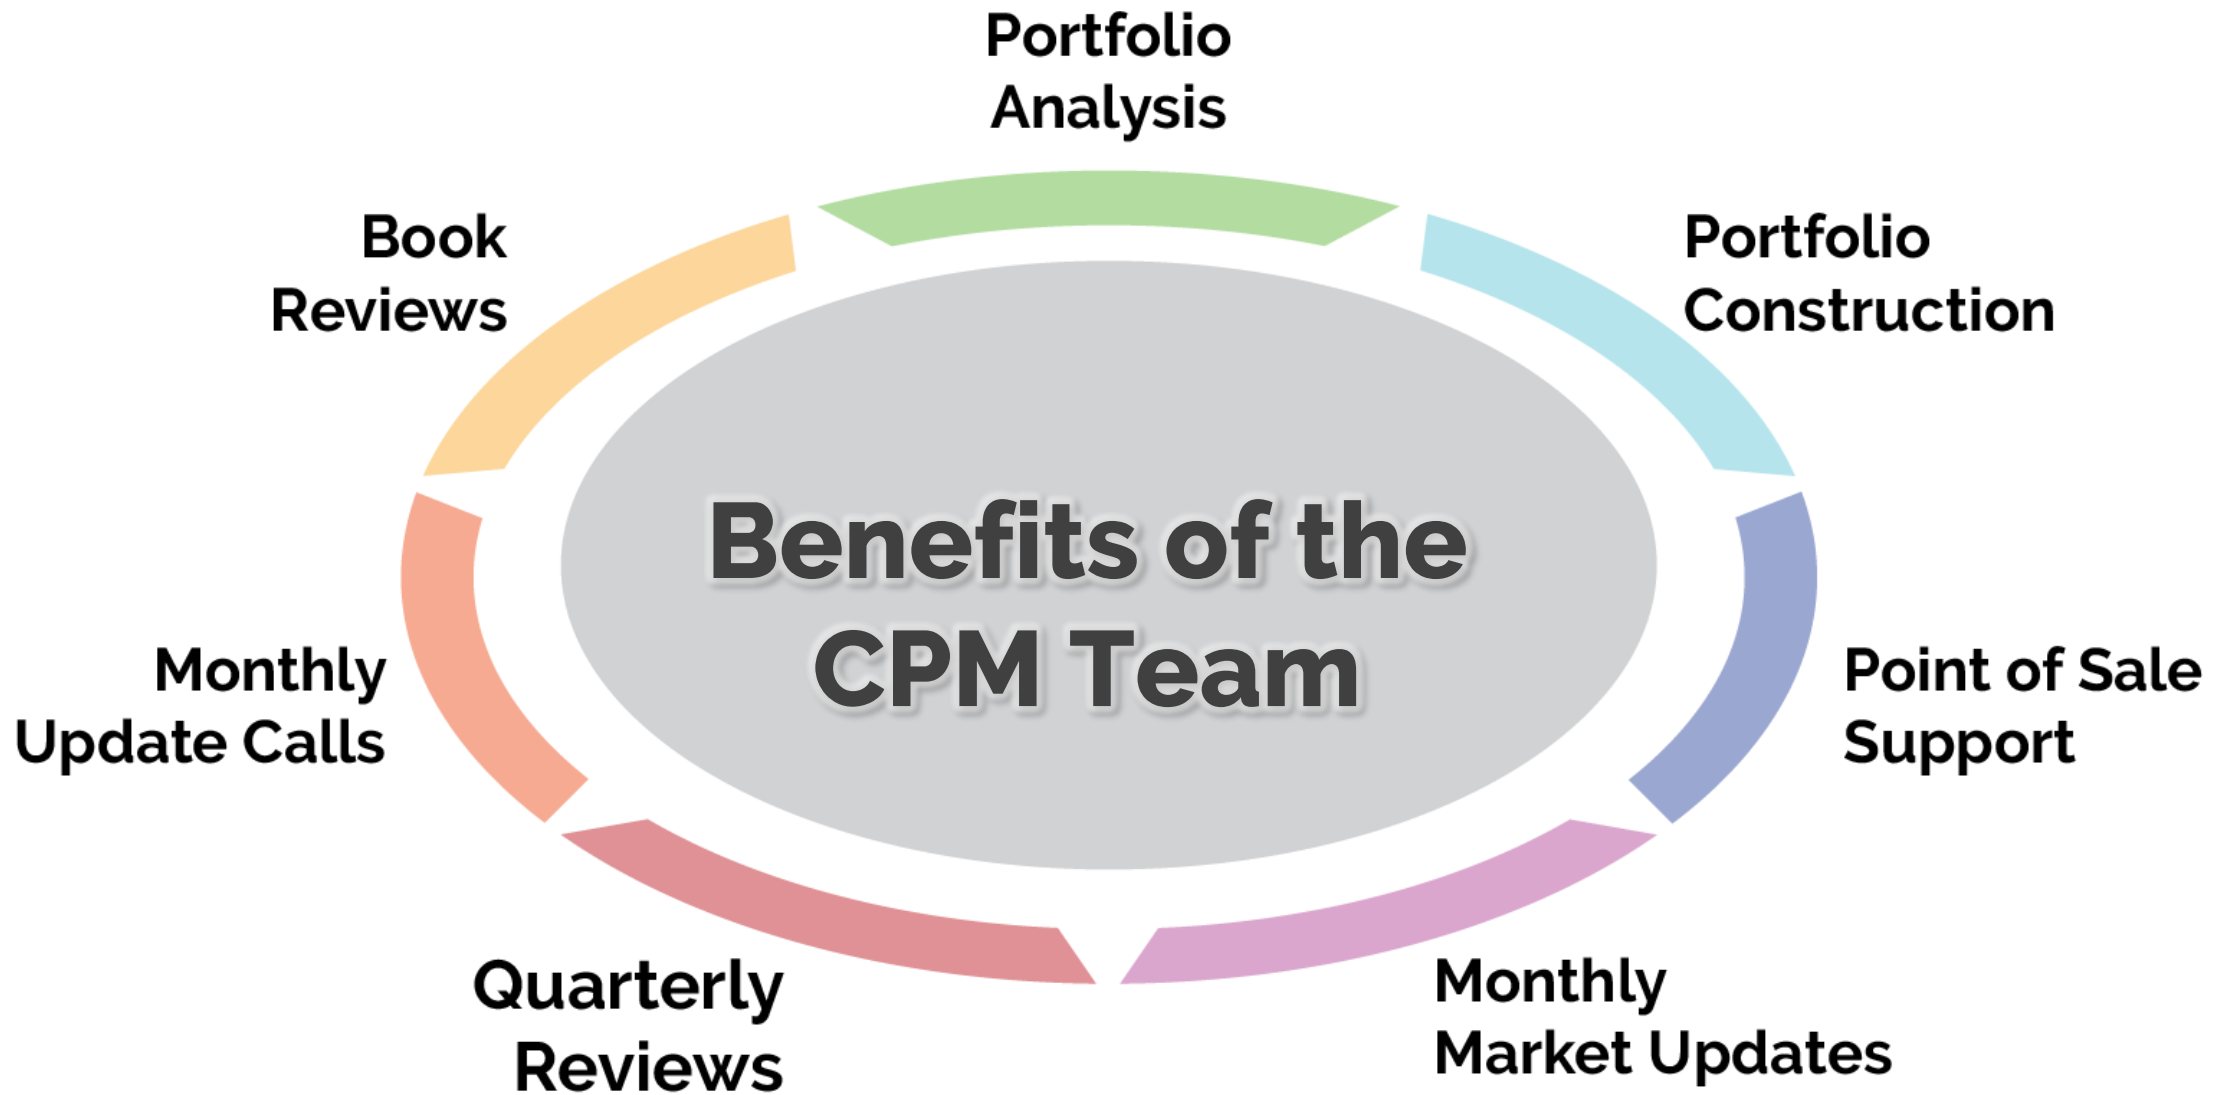 Portfolio
Analysis
Portfolio
Construction
Point of Sale
Support
Monthly
Market Updates
Quarterly
Reviews
Monthly
Update Calls
Book
Reviews
Benefits of the
CPM Team